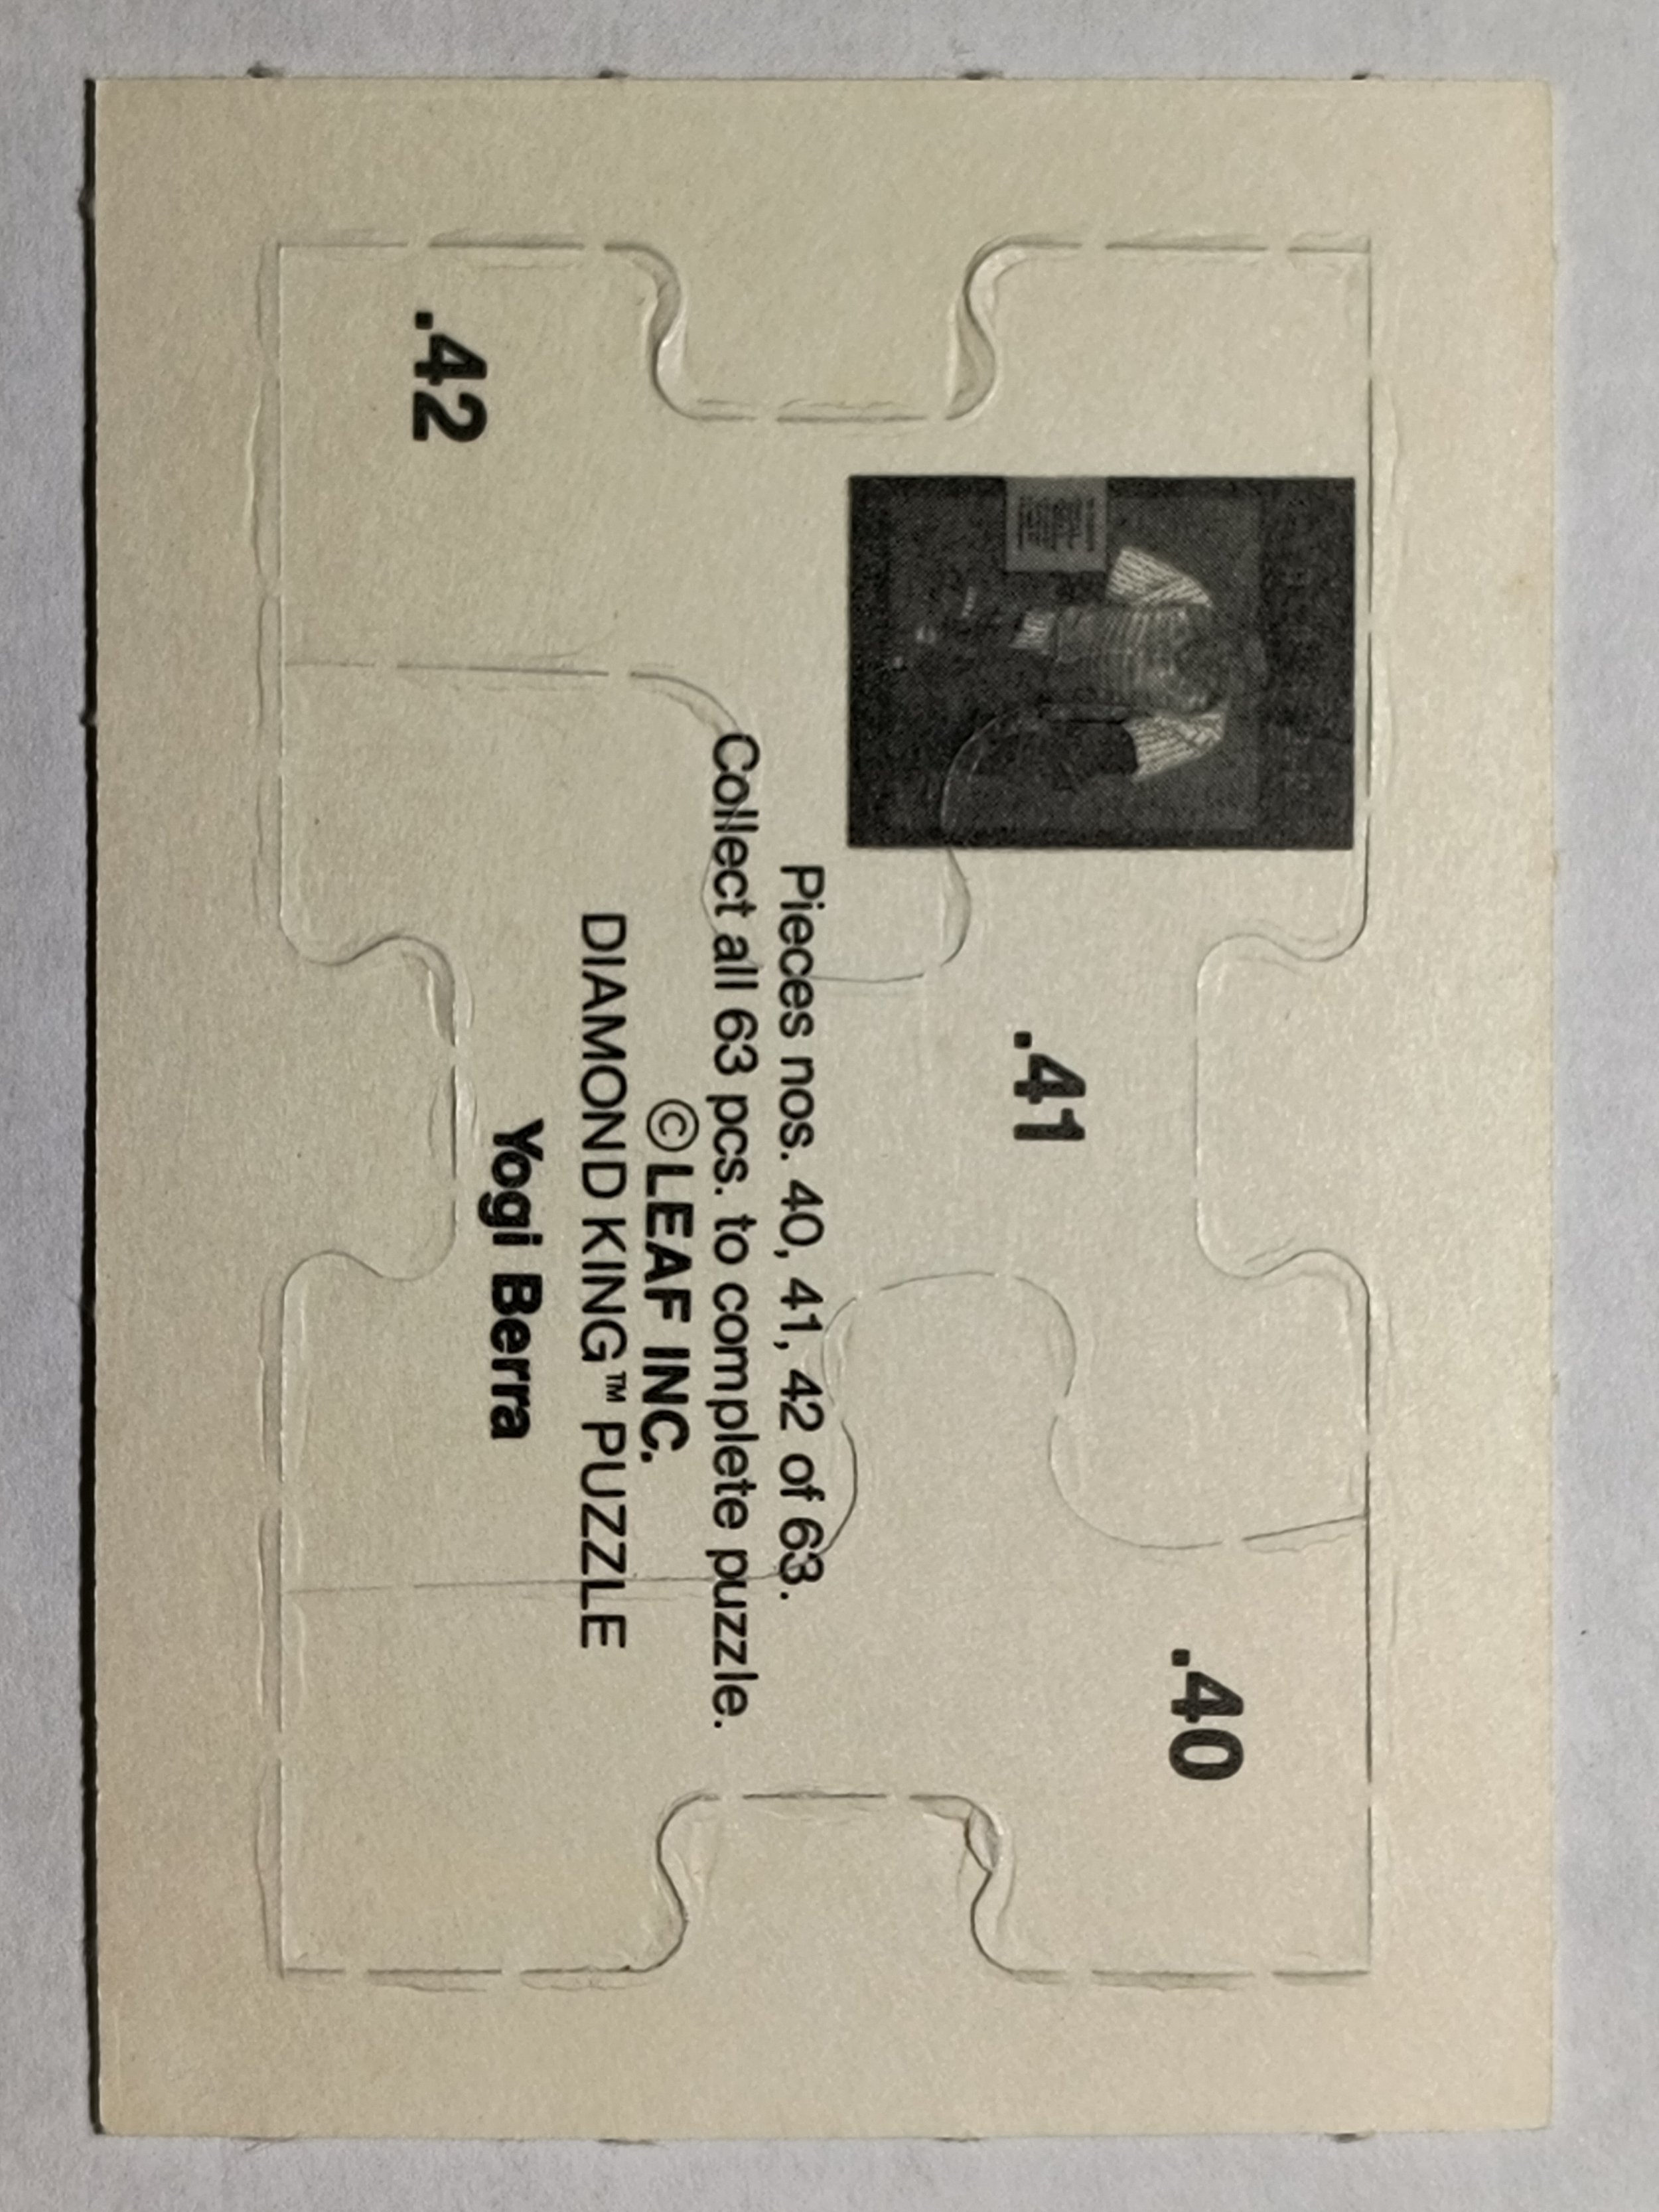 .40
.41
Pieces nos. 40, 41, 42 of 63.
Collect all 63 pcs. to complete puzzle.
©LEAF INC.
DIAMOND KING™ PUZZLE
Yogi Berra
.42